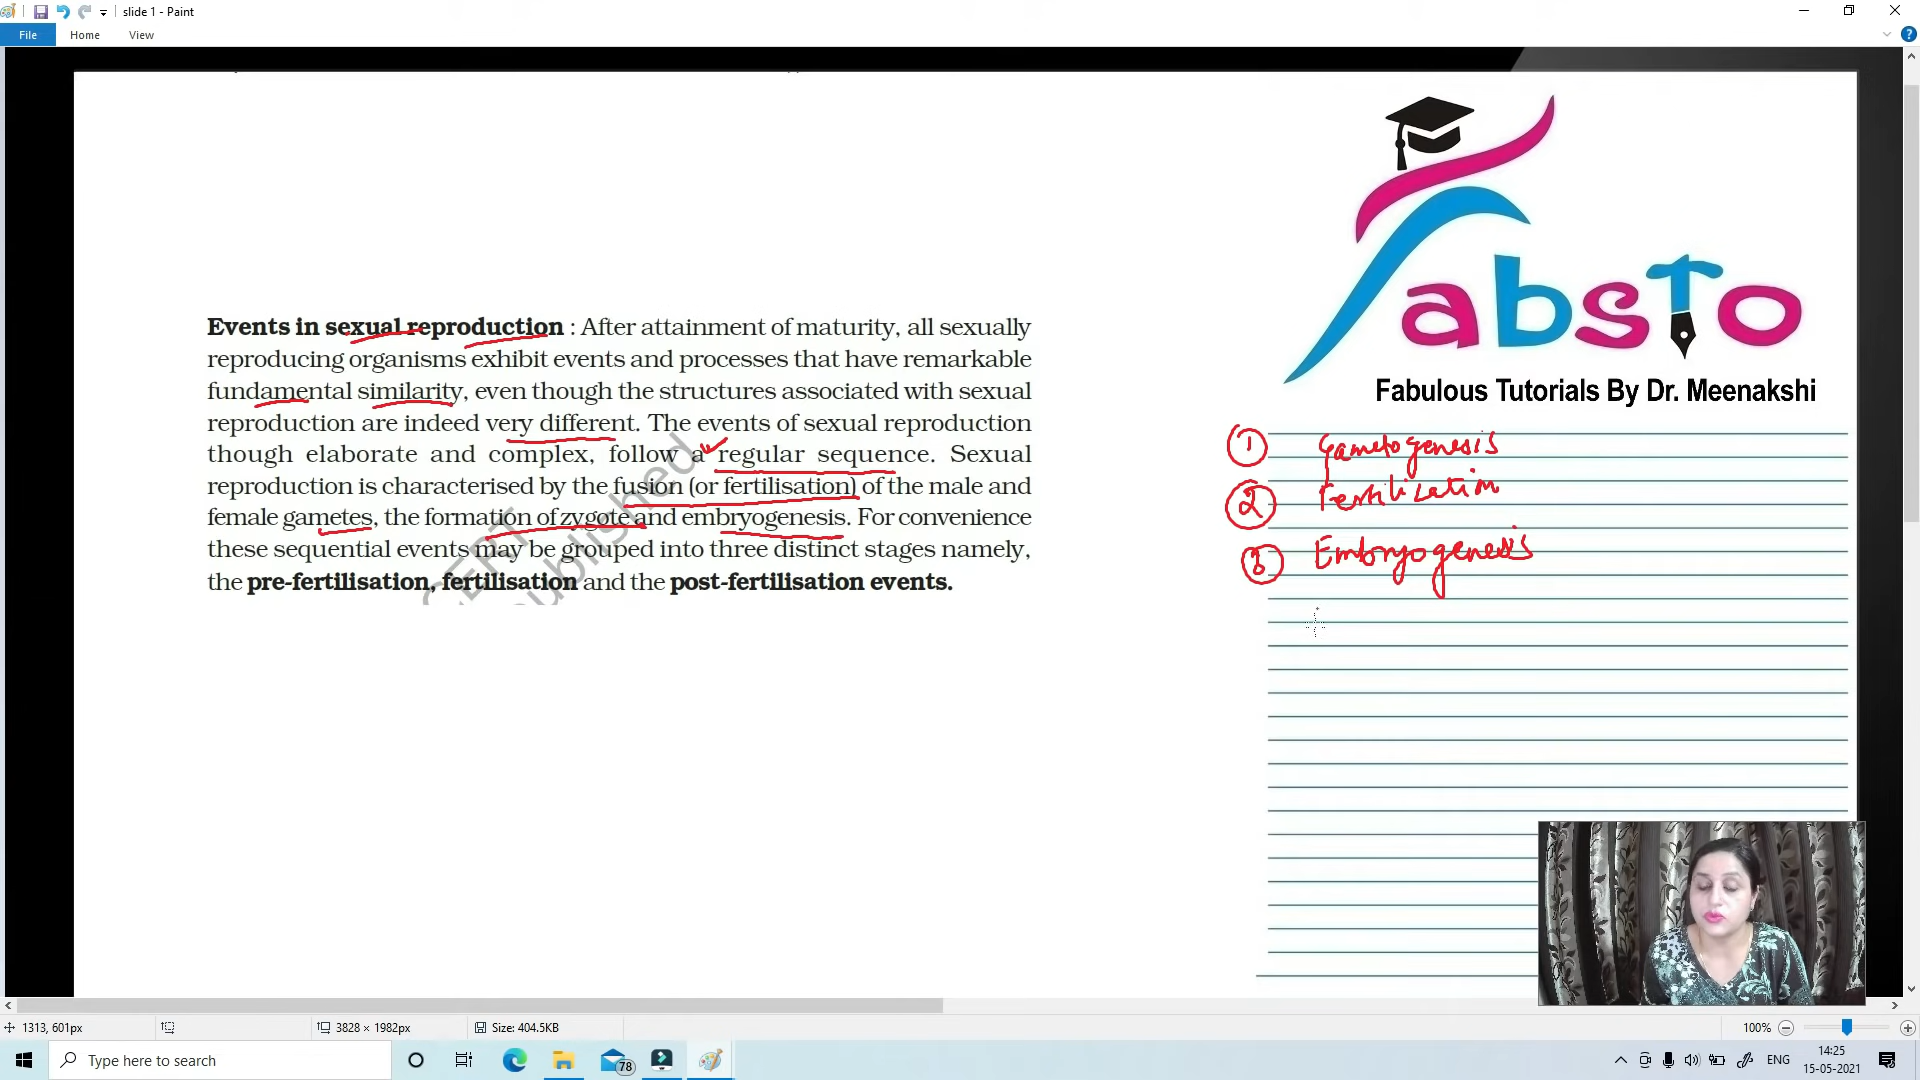 slide 1 - Paint
File Home View
Fabsto
Fabulous Tutorials By Dr. Meenakshi
Events in sexual reproduction : After attainment of maturity, all sexually
reproducing organisms exhibit events and processes that have remarkable
fundamental similarity, even though the structures associated with sexual
reproduction are indeed very different. The events of sexual reproduction
though elaborate and complex, follow a regular sequence. Sexual
reproduction is characterised by the fusion (or fertilisation) of the male and
female gametes, the formation of zygote and embryogenesis. For convenience
these sequential events may be grouped into three distinct stages namely,
the pre-fertilisation, fertilisation and the post-fertilisation events.
CERT
published
1 Gametogenesis
2 Fertilization
3 Embryogenesis
1313, 601px 3828 × 1982px Size: 404.5KB 100%
Type here to search 78 ENG 14:25
15-05-2021